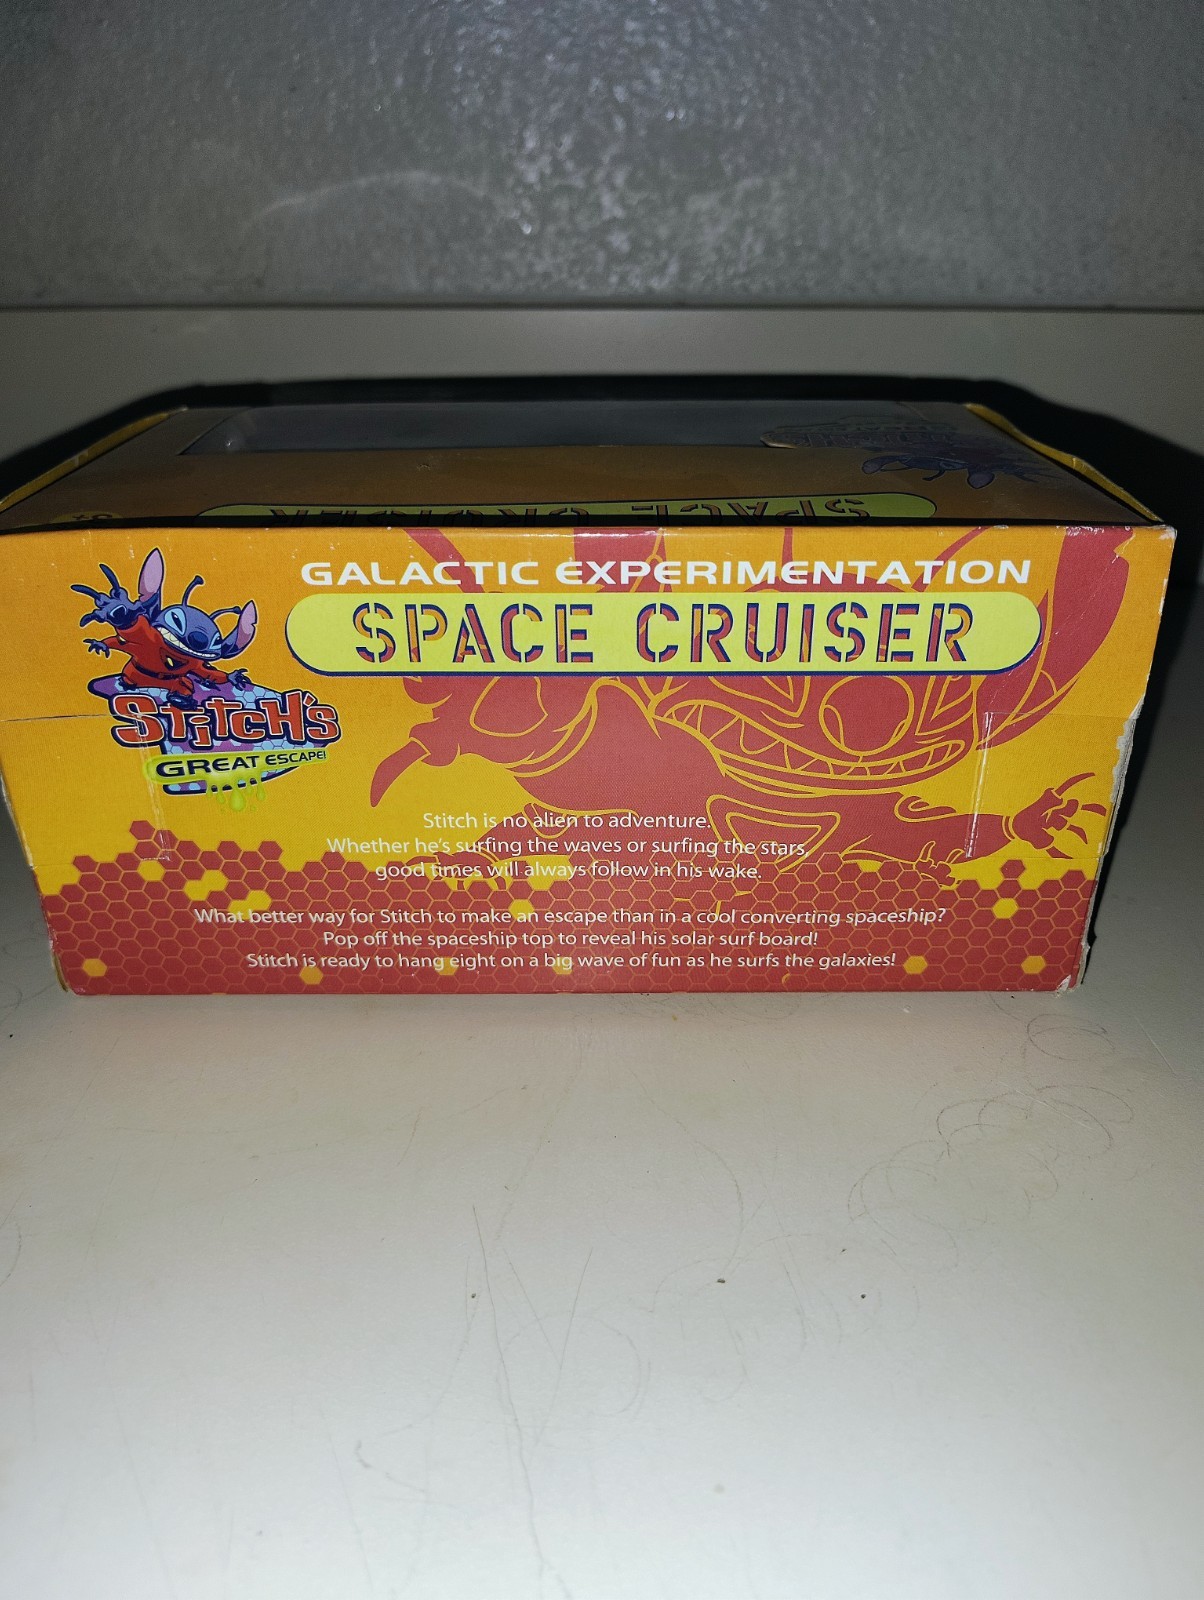 SPACE CRUISER
GALACTIC EXPERIMENTATION
SPACE CRUISER
STiTCH'S
GREAT ESCAPE!
Stitch is no alien to adventure.
Whether he's surfing the waves or surfing the stars,
good times will always follow in his wake.
What better way for Stitch to make an escape than in a cool converting spaceship?
Pop off the spaceship top to reveal his solar surf board!
Stitch is ready to hang eight on a big wave of fun as he surfs the galaxies!